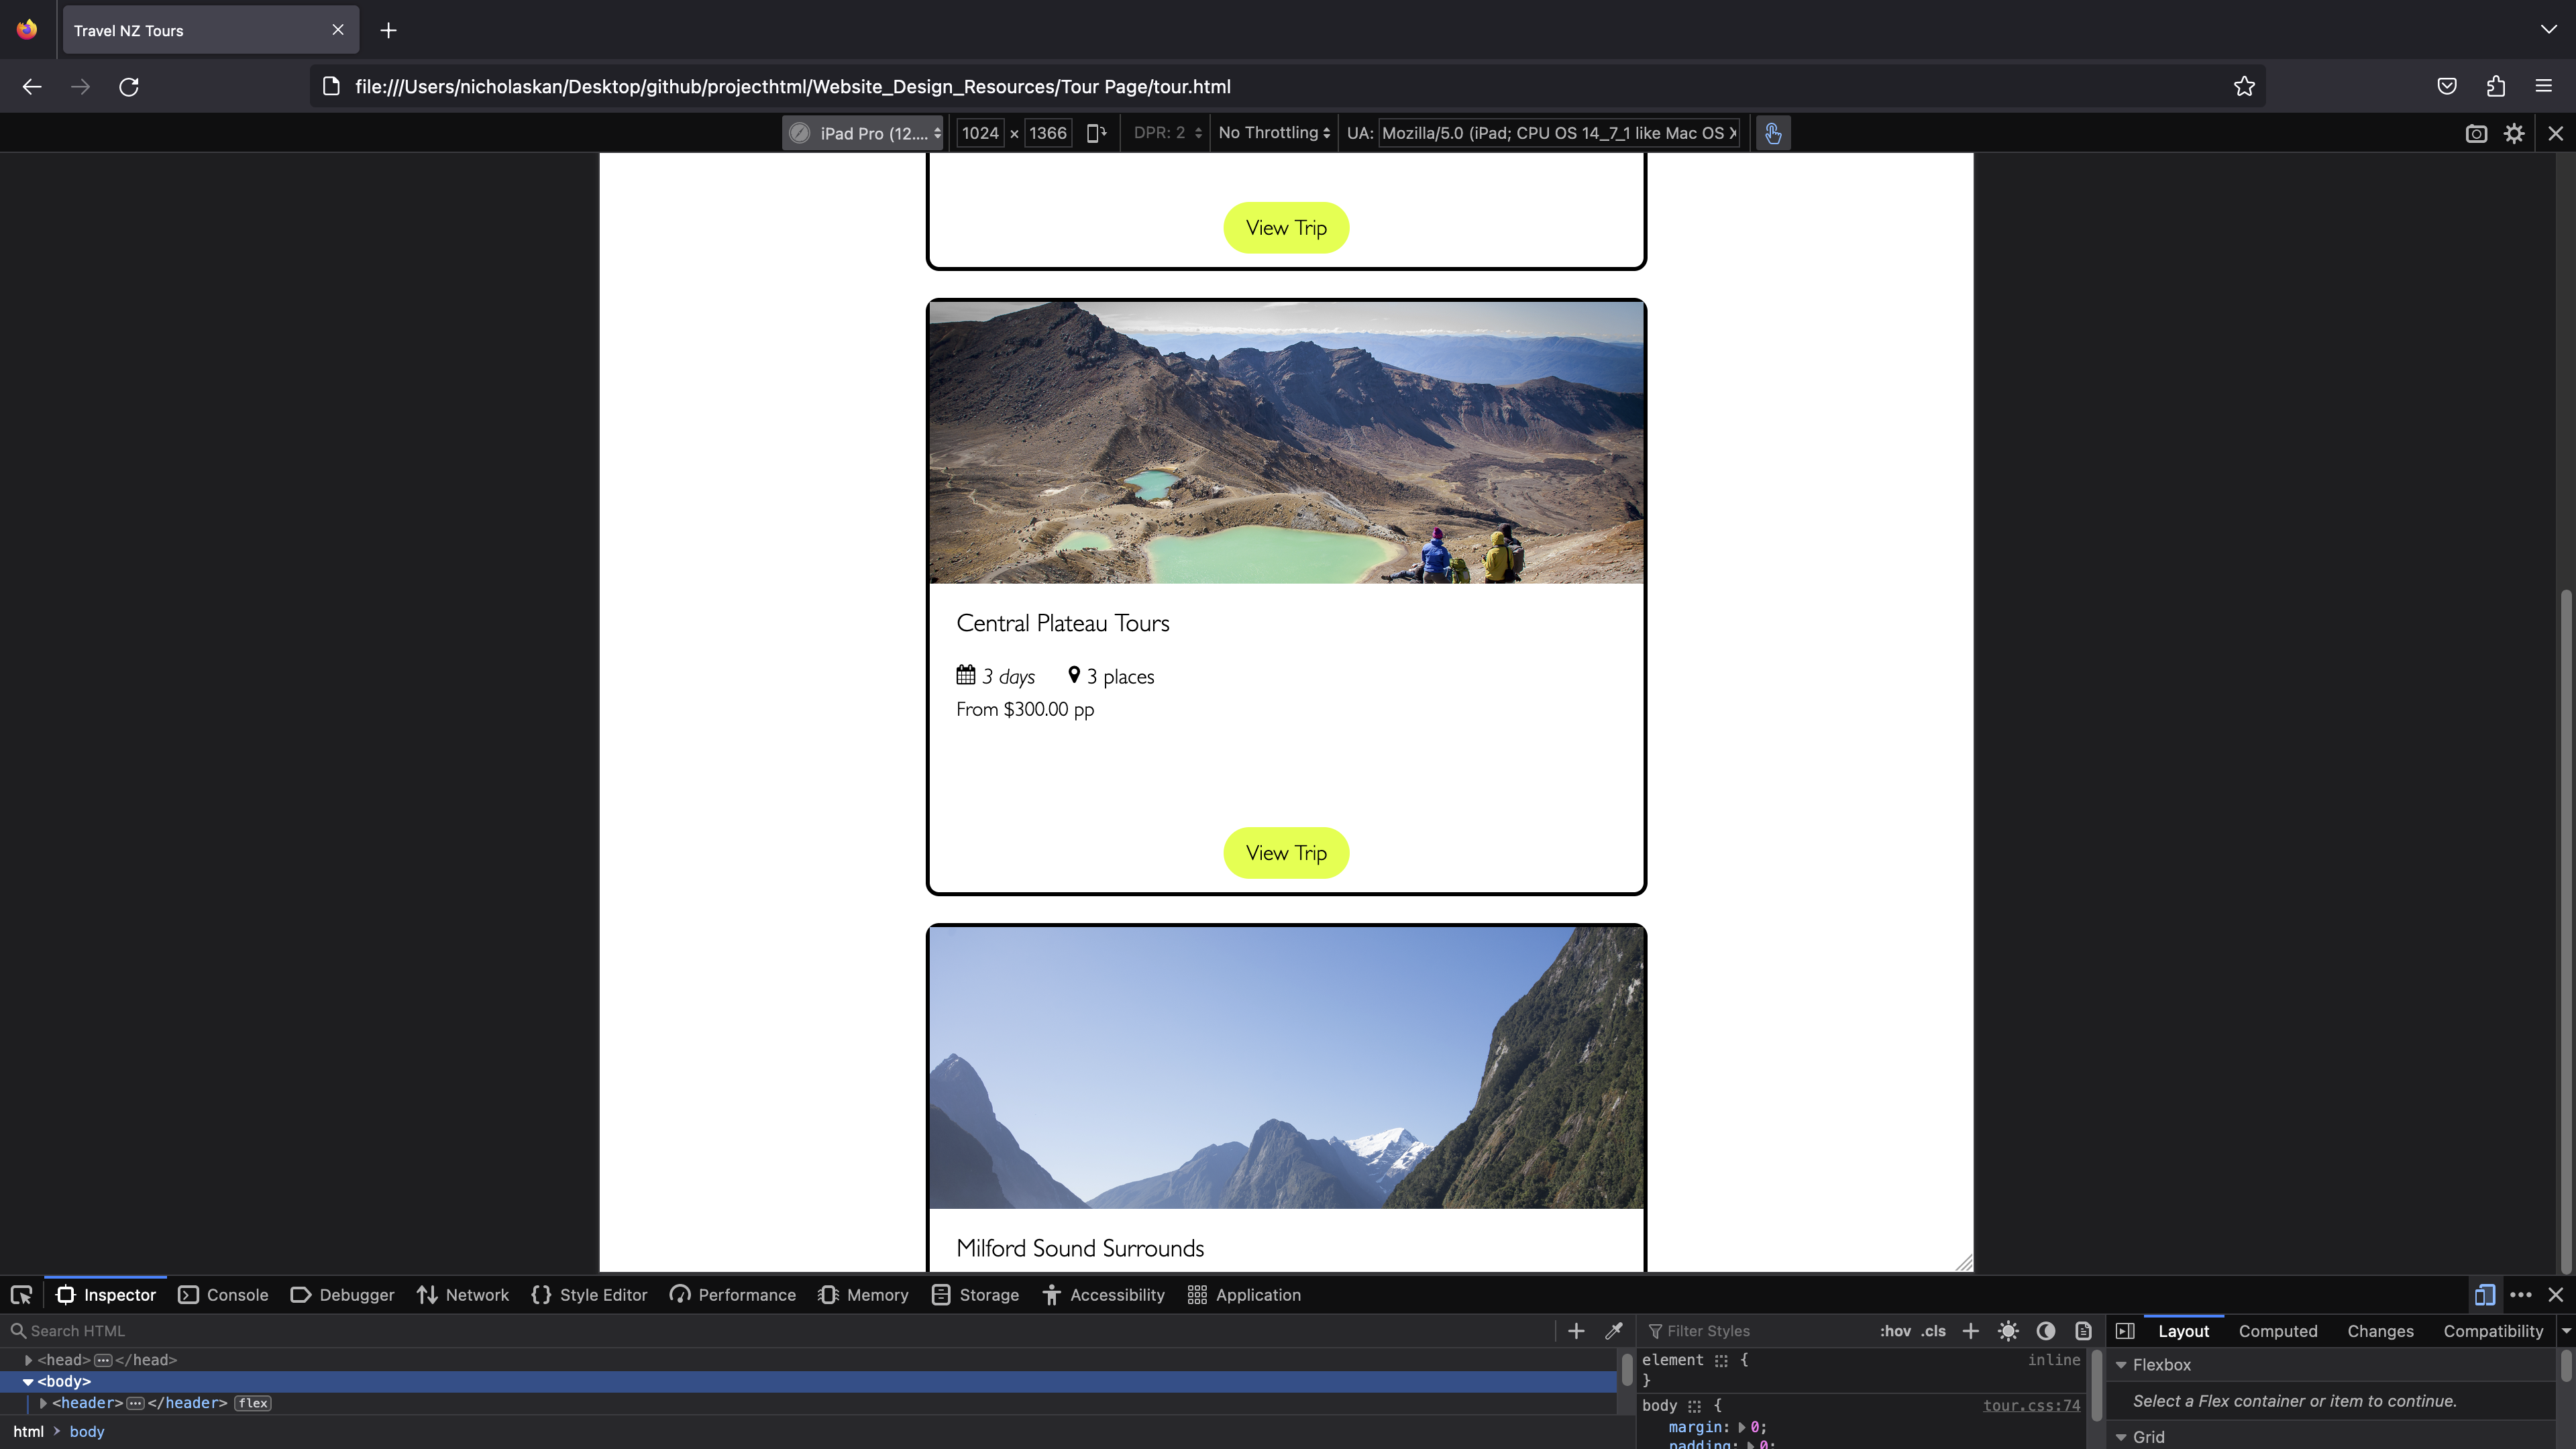 Travel NZ Tours
file:///Users/nicholaskan/Desktop/github/projecthtml/Website_Design_Resources/Tour Page/tour.html
iPad Pro (12.... 1024 × 1366 DPR: 2 No Throttling UA: Mozilla/5.0 (iPad; CPU OS 14_7_1 like Mac OS X
View Trip
Central Plateau Tours
3 days 3 places
From $300.00 pp
View Trip
Milford Sound Surrounds
Inspector Console Debugger Network Style Editor Performance Memory Storage Accessibility Application
Search HTML
Filter Styles :hov .cls
Layout Computed Changes Compatibility
<head>…</head>
<body>
<header>…</header> flex
html > body
element { inline
}
body { tour.css:74
margin: 0;
padding: 0;
Flexbox
Select a Flex container or item to continue.
Grid